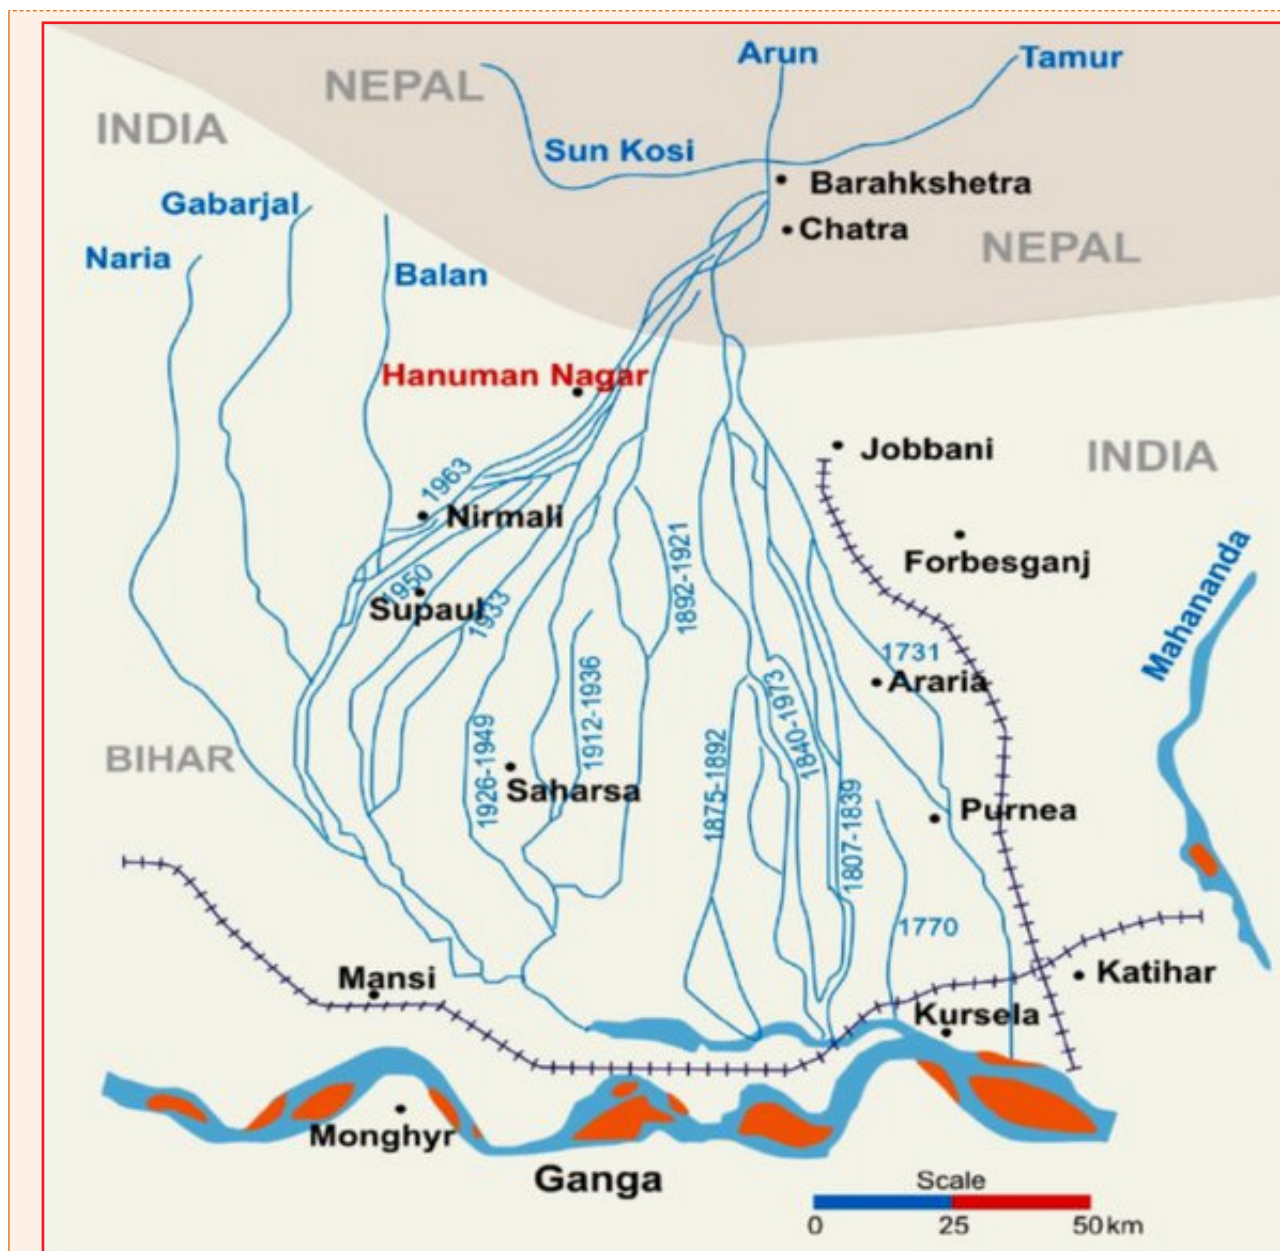 Arun
Tamur
NEPAL
INDIA
Sun Kosi
Barahkshetra
Gabarjal
Chatra
NEPAL
Naria
Balan
Hanuman Nagar
Jobbani
INDIA
1963
Nirmali
Forbesganj
1892-1921
Mahananda
1950
Supaul
1933
1731
Araria
1912-1936
1840-1973
BIHAR
1926-1949
1875-1892
Saharsa
1807-1839
Purnea
1770
Mansi
Katihar
Kursela
Monghyr
Ganga
Scale
0 25 50 km